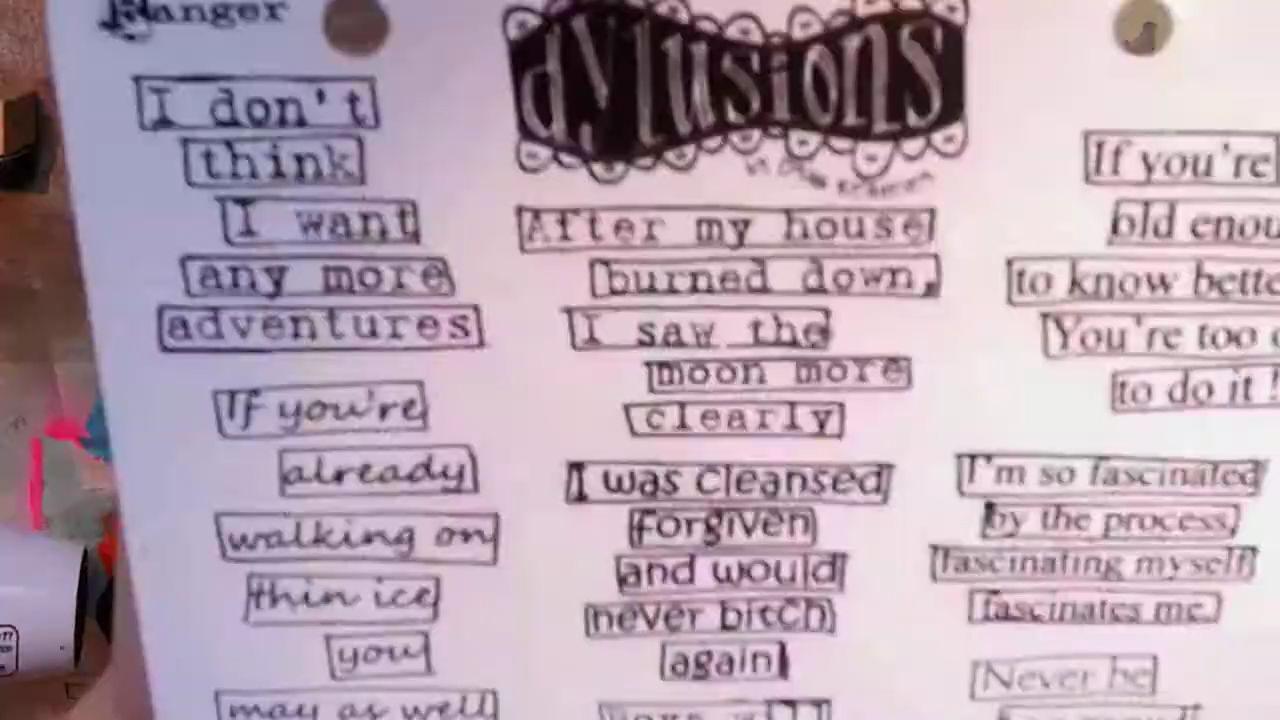 Ranger
dylusions
I don't
think
I want
any more
adventures
If you're
already
walking on
thin ice
you
may as well
After my house
burned down,
I saw the
moon more
clearly
I was cleansed
forgiven
and would
never bitch
again
If you're
old enou
to know bette
You're too
to do it !
I'm so fascinated
by the process,
fascinating myself
fascinates me.
Never be